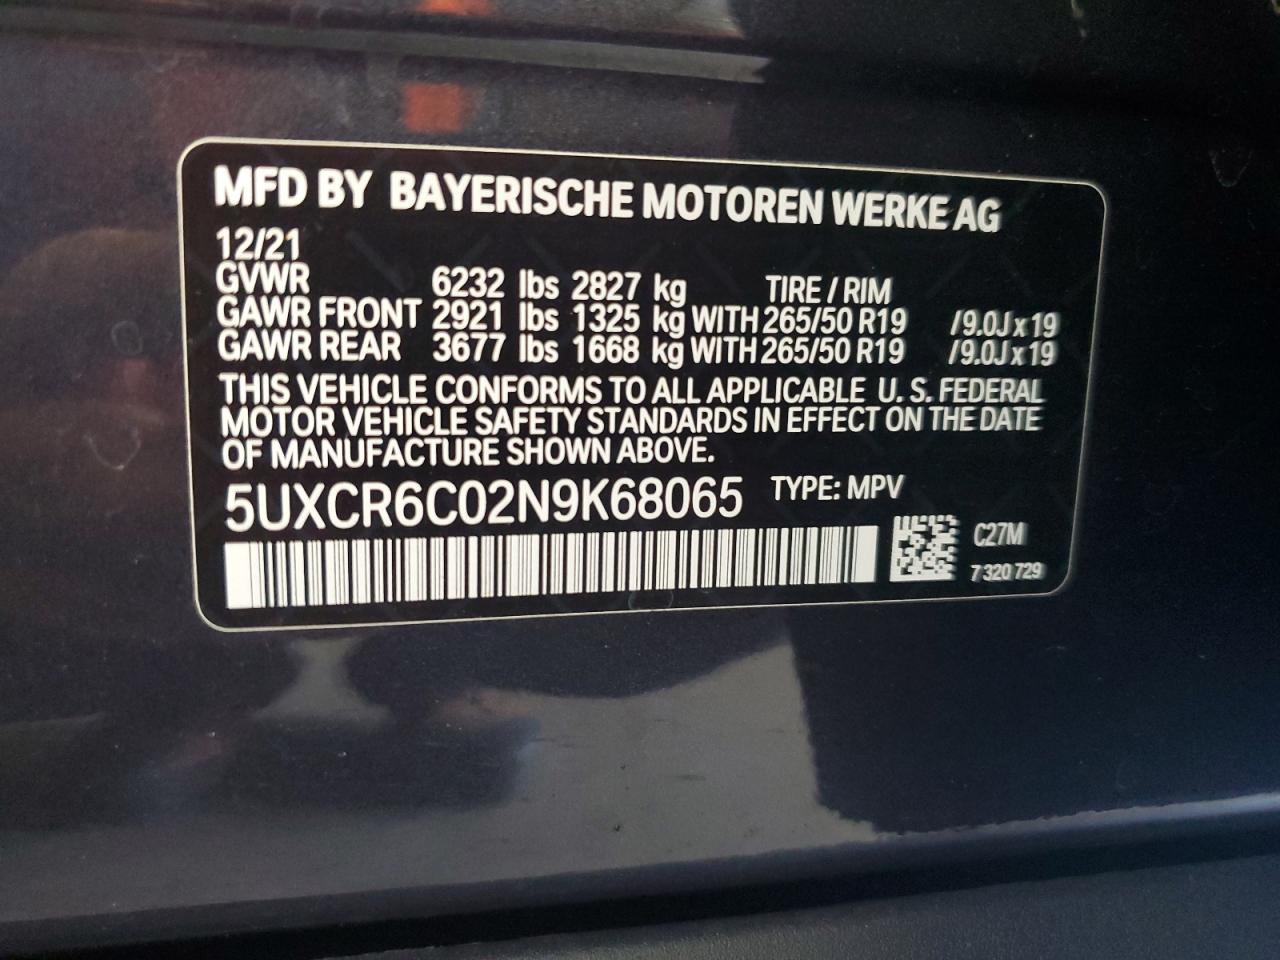 MFD BY BAYERISCHE MOTOREN WERKE AG
12/21
GVWR 6232 lbs 2827 kg TIRE / RIM
GAWR FRONT 2921 lbs 1325 kg WITH 265/50 R19 /9.0J x 19
GAWR REAR 3677 lbs 1668 kg WITH 265/50 R19 /9.0J x 19
THIS VEHICLE CONFORMS TO ALL APPLICABLE U. S. FEDERAL
MOTOR VEHICLE SAFETY STANDARDS IN EFFECT ON THE DATE
OF MANUFACTURE SHOWN ABOVE.
5UXCR6C02N9K68065 TYPE: MPV
C27M
7 320 729